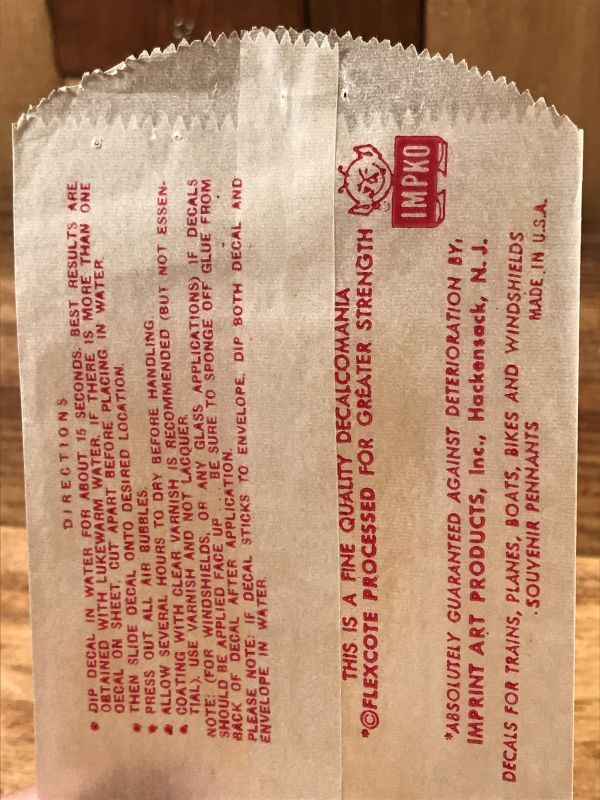 DIRECTIONS
• DIP DECAL IN WATER FOR ABOUT 15 SECONDS. BEST RESULTS ARE
OBTAINED WITH LUKEWARM WATER. IF THERE IS MORE THAN ONE
DECAL ON SHEET, CUT APART BEFORE PLACING IN WATER.
• THEN SLIDE DECAL ONTO DESIRED LOCATION.
• PRESS OUT ALL AIR BUBBLES.
• ALLOW SEVERAL HOURS TO DRY BEFORE HANDLING.
• COATING WITH CLEAR VARNISH IS RECOMMENDED (BUT NOT ESSEN-
TIAL). USE VARNISH AND NOT LACQUER.
NOTE: (FOR WINDSHIELDS, OR ANY GLASS APPLICATIONS) IF DECALS
SHOULD BE APPLIED FACE UP ... BE SURE TO SPONGE OFF GLUE FROM
BACK OF DECAL AFTER APPLICATION.
PLEASE NOTE: IF DECAL STICKS TO ENVELOPE, DIP BOTH DECAL AND
ENVELOPE IN WATER.
THIS IS A FINE QUALITY DECALCOMANIA
*©FLEXCOTE PROCESSED FOR GREATER STRENGTH
IMPKO
*ABSOLUTELY GUARANTEED AGAINST DETERIORATION BY:
IMPRINT ART PRODUCTS, Inc., Hackensack, N. J.
DECALS FOR TRAINS, PLANES, BOATS, BIKES AND WINDSHIELDS
SOUVENIR PENNANTS
MADE IN U.S.A.